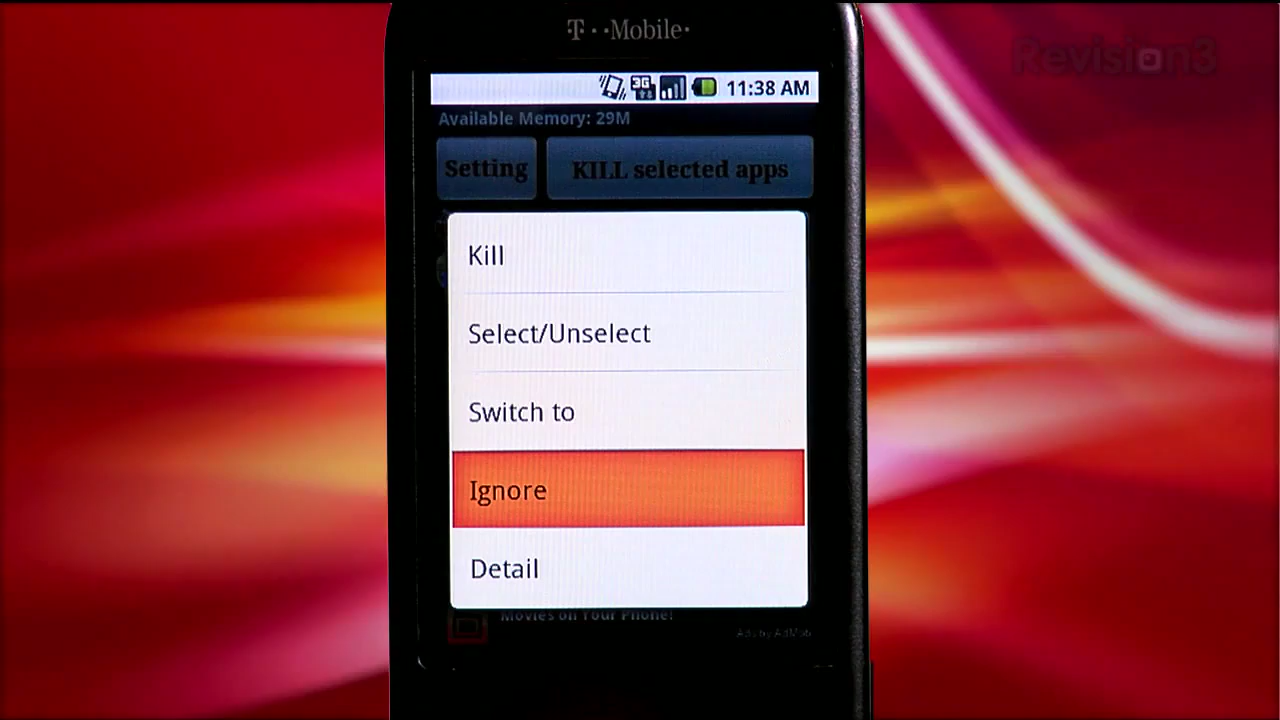 T··Mobile·
Revision3
3G
11:38 AM
Available Memory: 29M
Setting
KILL selected apps
Kill
Select/Unselect
Switch to
Ignore
Detail
Movies on Your Phone!
Ads by AdMob